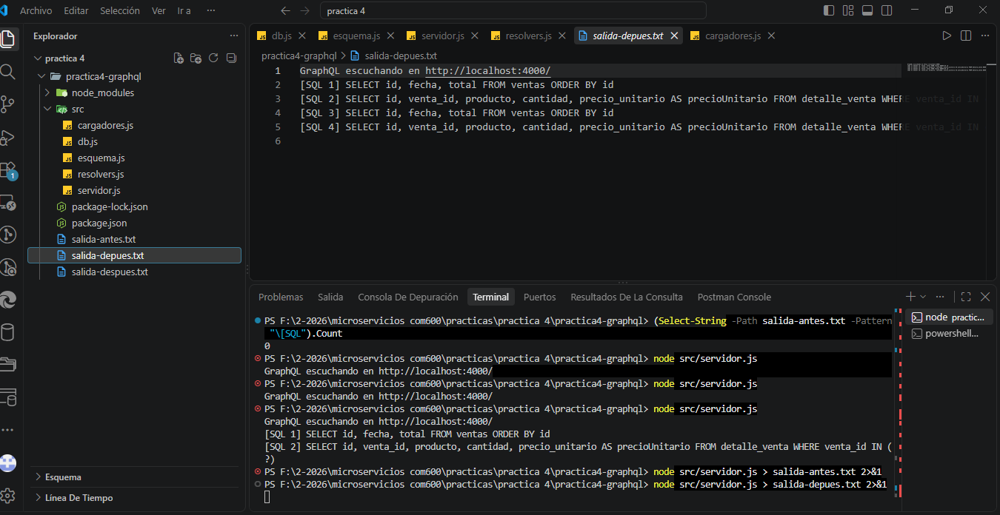 Archivo Editar Selección Ver Ir a ··· practica 4
Explorador ···
practica 4
practica4-graphql
node_modules
src
cargadores.js
db.js
esquema.js
resolvers.js
servidor.js
package-lock.json
package.json
salida-antes.txt
salida-depues.txt
salida-despues.txt
Esquema
Línea De Tiempo
1
db.js esquema.js servidor.js resolvers.js salida-depues.txt cargadores.js
practica4-graphql > salida-depues.txt
1 GraphQL escuchando en http://localhost:4000/
2 [SQL 1] SELECT id, fecha, total FROM ventas ORDER BY id
3 [SQL 2] SELECT id, venta_id, producto, cantidad, precio_unitario AS precioUnitario FROM detalle_venta WHERE venta_id IN
4 [SQL 3] SELECT id, fecha, total FROM ventas ORDER BY id
5 [SQL 4] SELECT id, venta_id, producto, cantidad, precio_unitario AS precioUnitario FROM detalle_venta WHERE venta_id IN
6
Problemas Salida Consola De Depuración Terminal Puertos Resultados De La Consulta Postman Console
PS F:\2-2026\microservicios com600\practicas\practica 4\practica4-graphql> (Select-String -Path salida-antes.txt -Pattern
"\[SQL").Count
0
PS F:\2-2026\microservicios com600\practicas\practica 4\practica4-graphql> node src/servidor.js
GraphQL escuchando en http://localhost:4000/
PS F:\2-2026\microservicios com600\practicas\practica 4\practica4-graphql> node src/servidor.js
GraphQL escuchando en http://localhost:4000/
PS F:\2-2026\microservicios com600\practicas\practica 4\practica4-graphql> node src/servidor.js
GraphQL escuchando en http://localhost:4000/
[SQL 1] SELECT id, fecha, total FROM ventas ORDER BY id
[SQL 2] SELECT id, venta_id, producto, cantidad, precio_unitario AS precioUnitario FROM detalle_venta WHERE venta_id IN (
?)
PS F:\2-2026\microservicios com600\practicas\practica 4\practica4-graphql> node src/servidor.js > salida-antes.txt 2>&1
PS F:\2-2026\microservicios com600\practicas\practica 4\practica4-graphql> node src/servidor.js > salida-depues.txt 2>&1
node practic...
powershell...